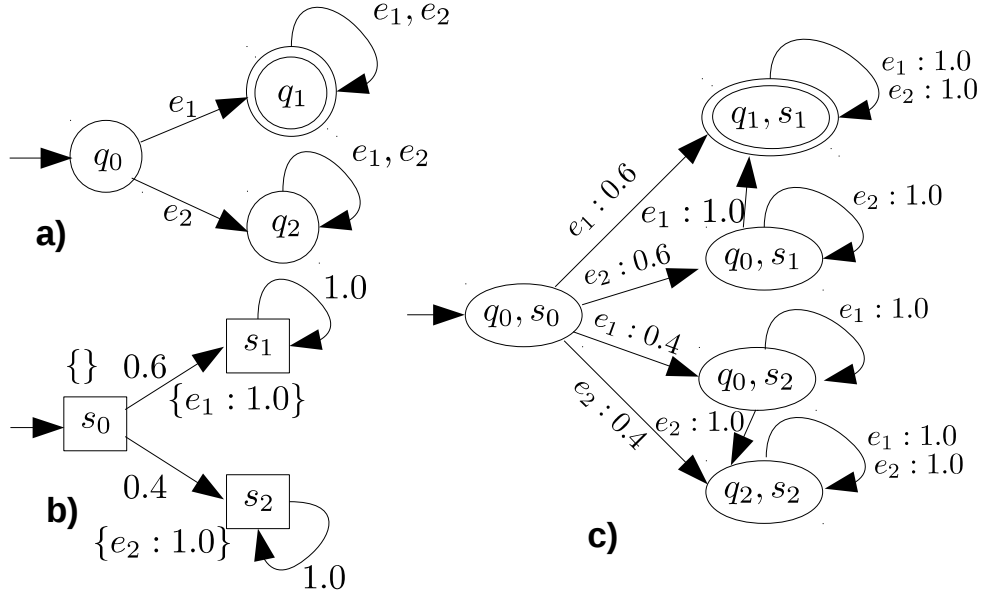 e₁, e₂
q₁
e₁
q₀
e₁, e₂
e₂
q₂
a)
1.0
s₁
{}
0.6
{e₁ : 1.0}
s₀
0.4
s₂
b)
{e₂ : 1.0}
1.0
e₁ : 1.0
e₂ : 1.0
q₁, s₁
e₁ : 0.6
e₁ : 1.0
e₂ : 1.0
q₀, s₁
e₂ : 0.6
q₀, s₀
e₁ : 0.4
e₁ : 1.0
q₀, s₂
e₂ : 0.4
e₂ : 1.0
e₁ : 1.0
e₂ : 1.0
q₂, s₂
c)